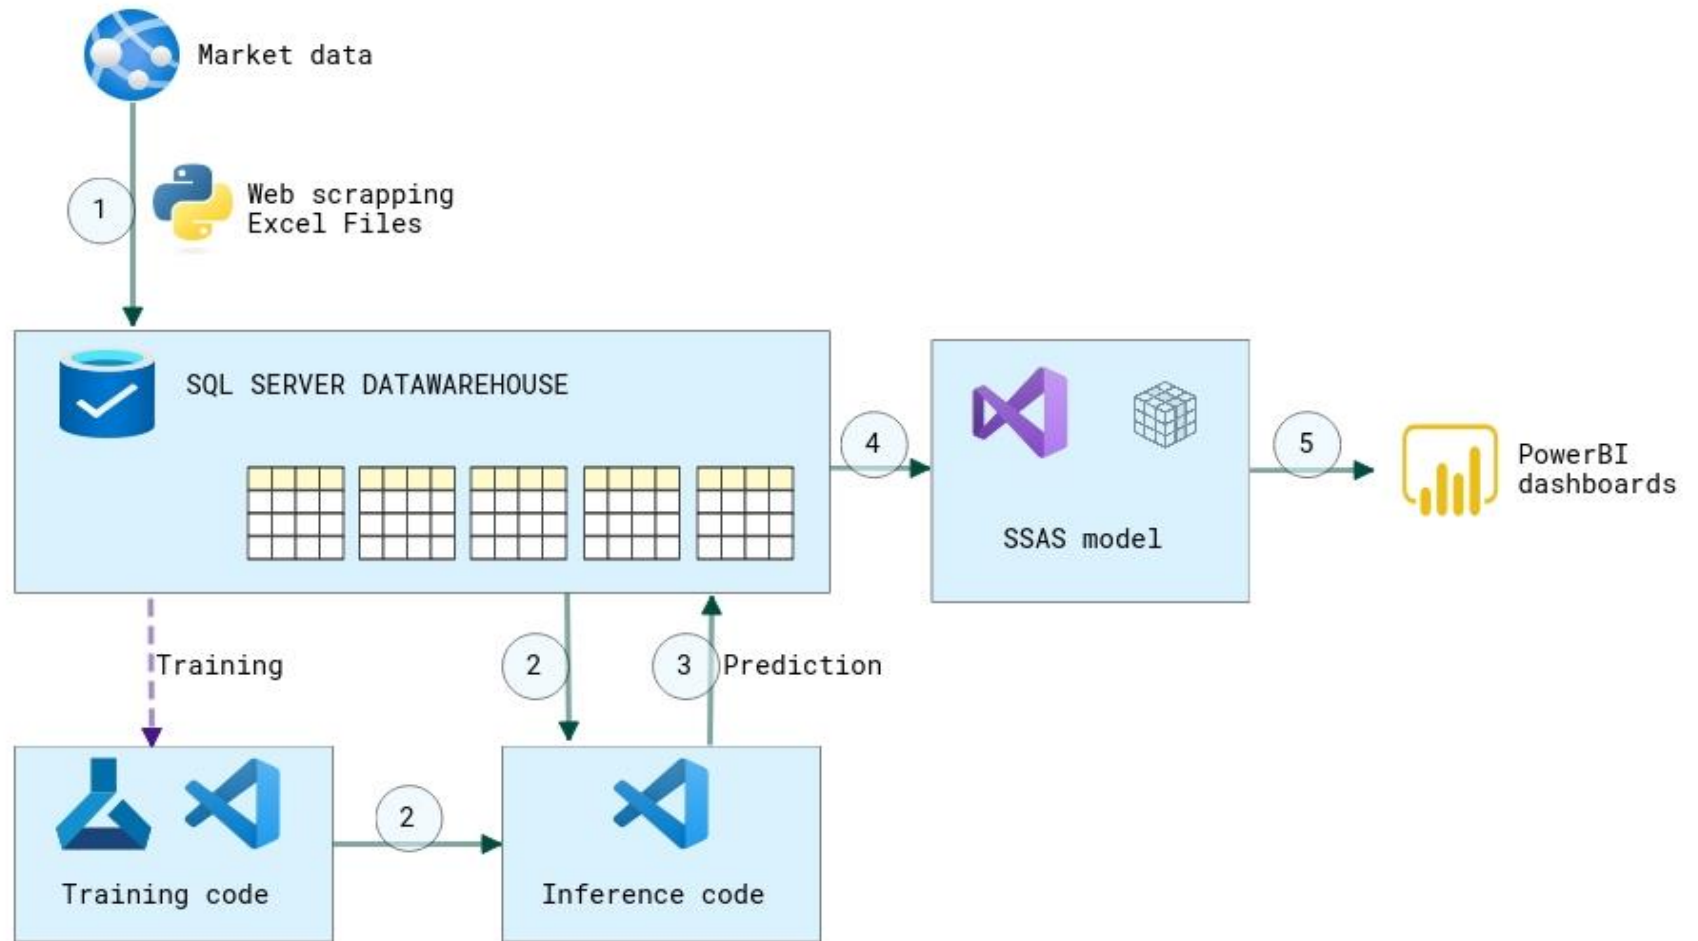 Market data
1
Web scrapping
Excel Files
SQL SERVER DATAWAREHOUSE
4
5
PowerBI
dashboards
SSAS model
Training
2
3
Prediction
2
Training code
Inference code